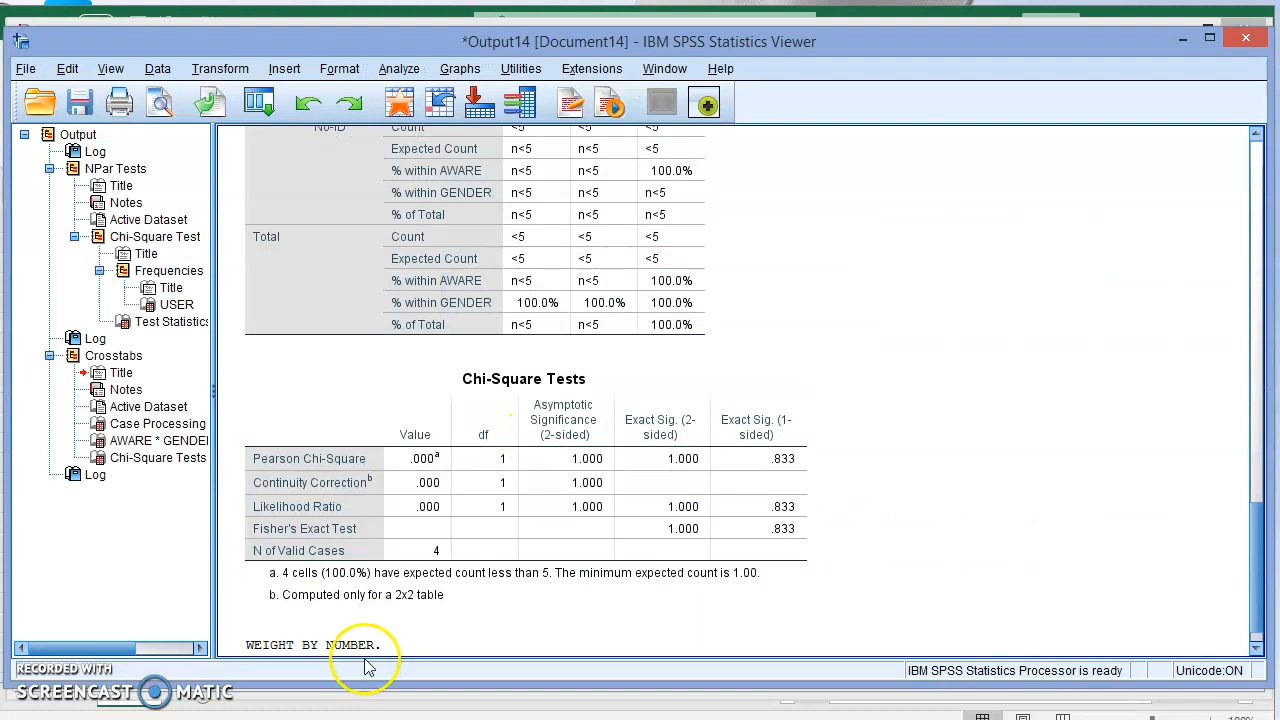 *Output14 [Document14] - IBM SPSS Statistics Viewer
File Edit View Data Transform Insert Format Analyze Graphs Utilities Extensions Window Help
Output
Log
NPar Tests
Title
Notes
Active Dataset
Chi-Square Test
Title
Frequencies
Title
USER
Test Statistics
Log
Crosstabs
Title
Notes
Active Dataset
Case Processing
AWARE * GENDE
Chi-Square Tests
Log
No-ID Count <5 <5 <5
Expected Count n<5 n<5 <5
% within AWARE n<5 n<5 100.0%
% within GENDER n<5 n<5 n<5
% of Total n<5 n<5 n<5
Total Count <5 <5 <5
Expected Count <5 <5 <5
% within AWARE n<5 n<5 100.0%
% within GENDER 100.0% 100.0% 100.0%
% of Total n<5 n<5 100.0%
Chi-Square Tests
Value df Asymptotic Significance (2-sided) Exact Sig. (2-sided) Exact Sig. (1-sided)
Pearson Chi-Square .000a 1 1.000 1.000 .833
Continuity Correctionb .000 1 1.000
Likelihood Ratio .000 1 1.000 1.000 .833
Fisher's Exact Test 1.000 .833
N of Valid Cases 4
a. 4 cells (100.0%) have expected count less than 5. The minimum expected count is 1.00.
b. Computed only for a 2x2 table
WEIGHT BY NUMBER.
IBM SPSS Statistics Processor is ready Unicode:ON
RECORDED WITH
SCREENCAST MATIC